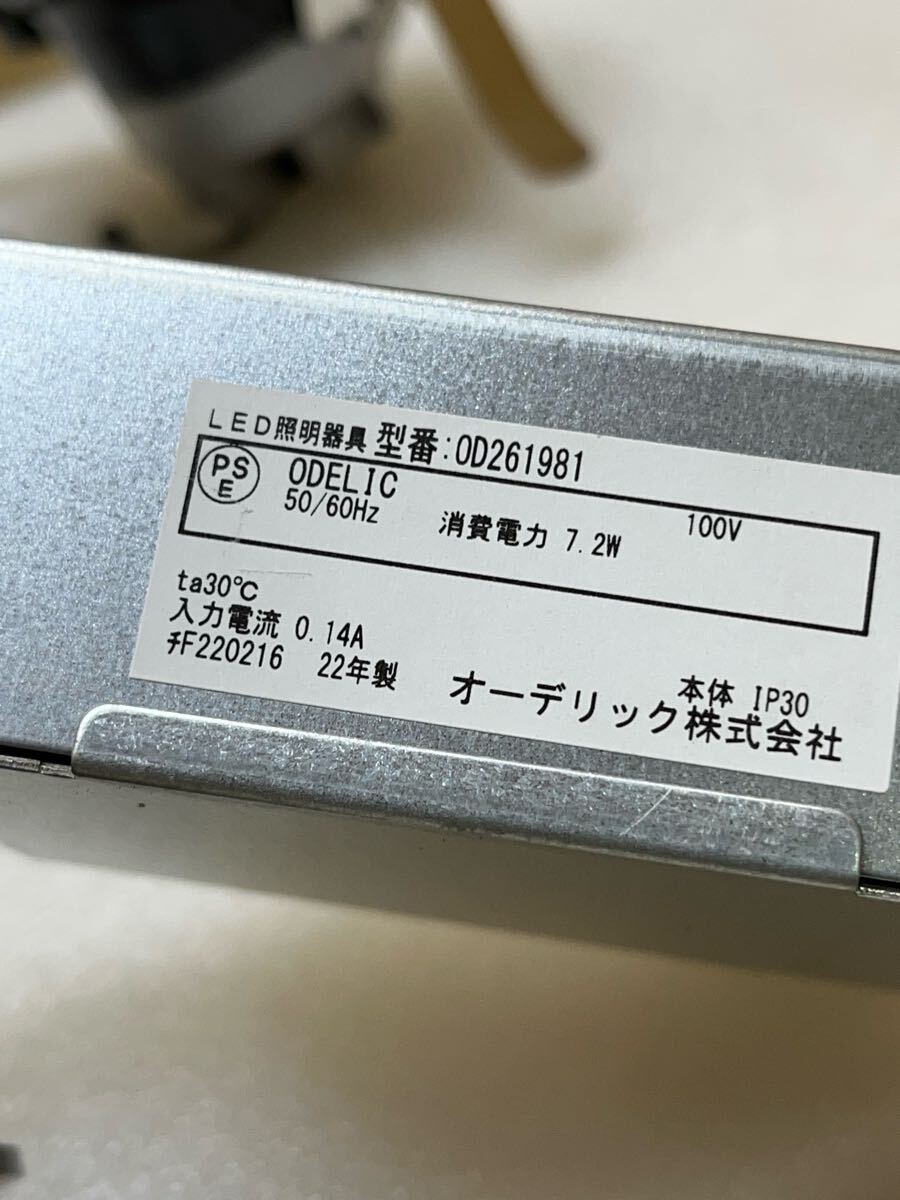 LED照明器具 型番:OD261981
PSE ODELIC
50/60Hz 消費電力 7.2W 100V
ta30℃
入力電流 0.14A
チF220216 22年製 本体 IP30
オーデリック株式会社